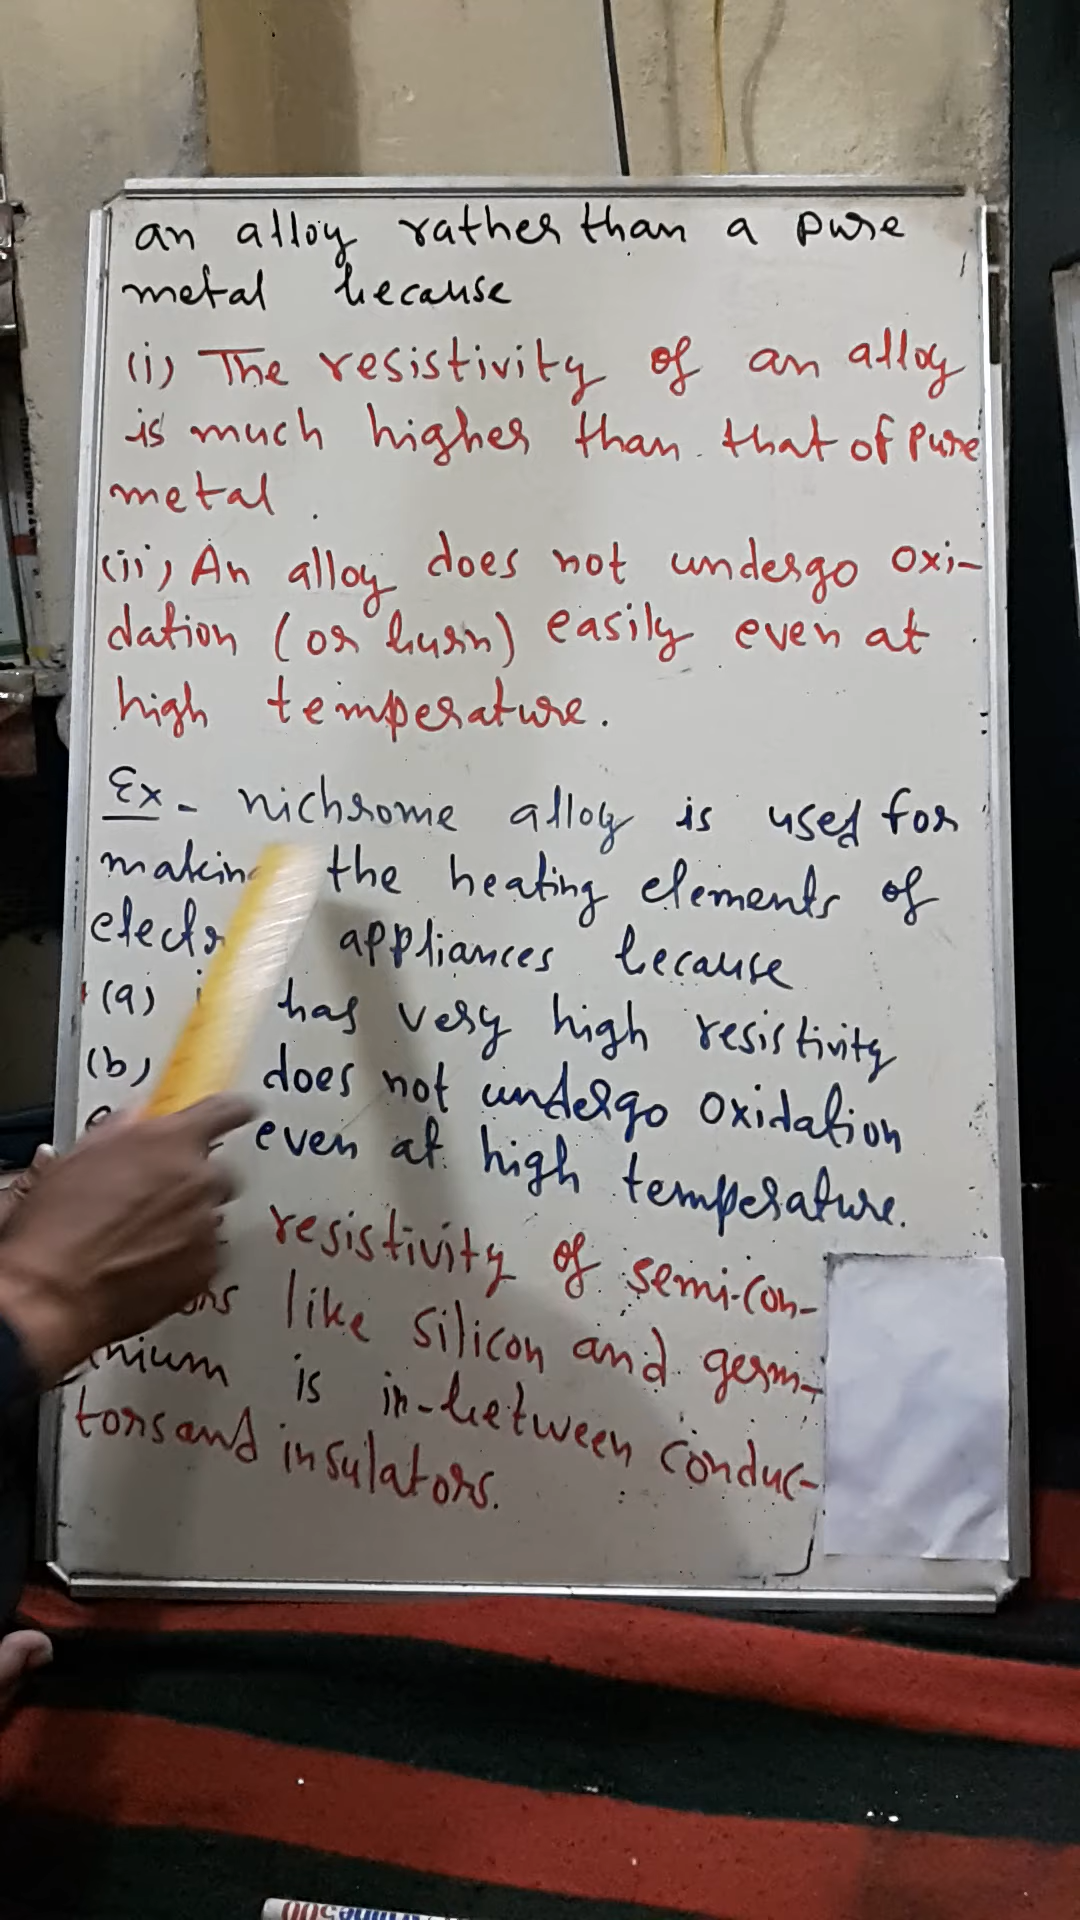 an alloy rather than a pure
metal because
(i) The resistivity of an alloy
is much higher than that of Pure
metal.
(ii) An alloy does not undergo oxi-
dation (or burn) easily even at
high temperature.
Ex- nichrome alloy is used for
making the heating elements of
appliances because
(a) has very high resistivity
(b) does not undergo oxidation
even at high temperature.
resistivity of semi-con-
like silicon and germ-
is in-between conduc-
tors and insulators.